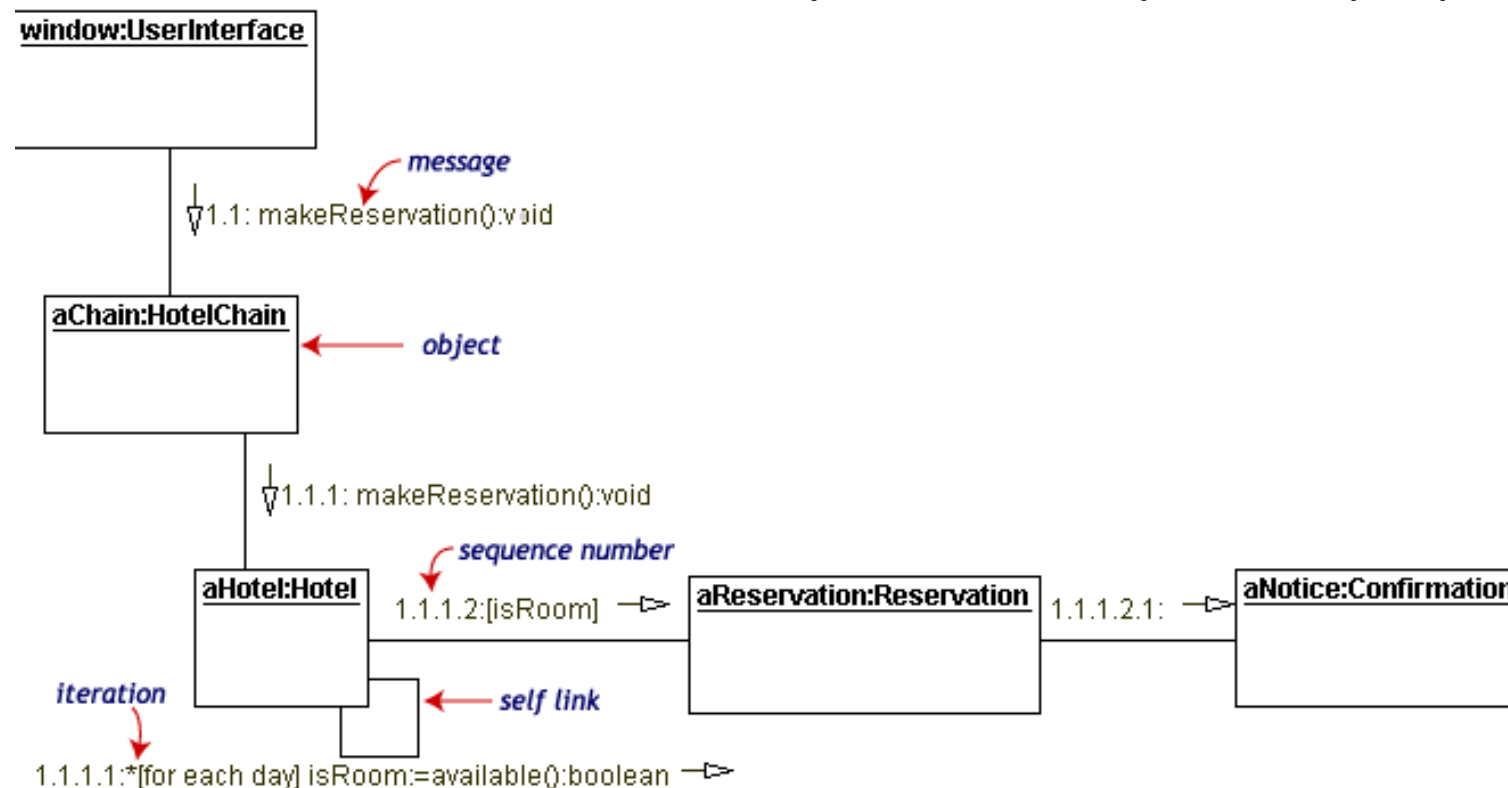 window:UserInterface
message
1.1: makeReservation():void
aChain:HotelChain
object
1.1.1: makeReservation():void
sequence number
aHotel:Hotel
1.1.1.2:[isRoom]
aReservation:Reservation
1.1.1.2.1:
aNotice:Confirmation
iteration
self link
1.1.1.1:*[for each day] isRoom:=available():boolean